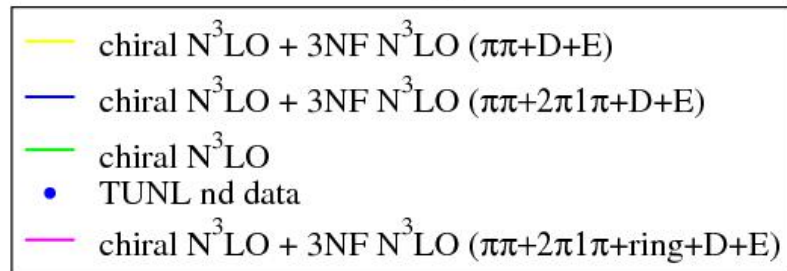 chiral N³LO + 3NF N³LO (ππ+D+E)
chiral N³LO + 3NF N³LO (ππ+2π1π+D+E)
chiral N³LO
TUNL nd data
chiral N³LO + 3NF N³LO (ππ+2π1π+ring+D+E)